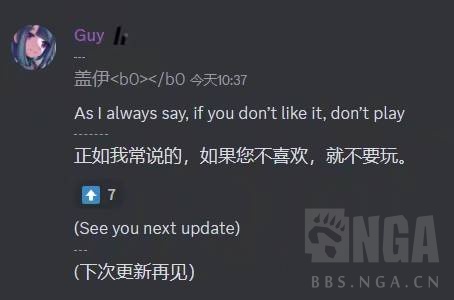 Guy
盖伊<b0></b0 今天10:37
As I always say, if you don't like it, don't play
正如我常说的，如果您不喜欢，就不要玩。
7
(See you next update)
(下次更新再见)
NGA
BBS.NGA.CN